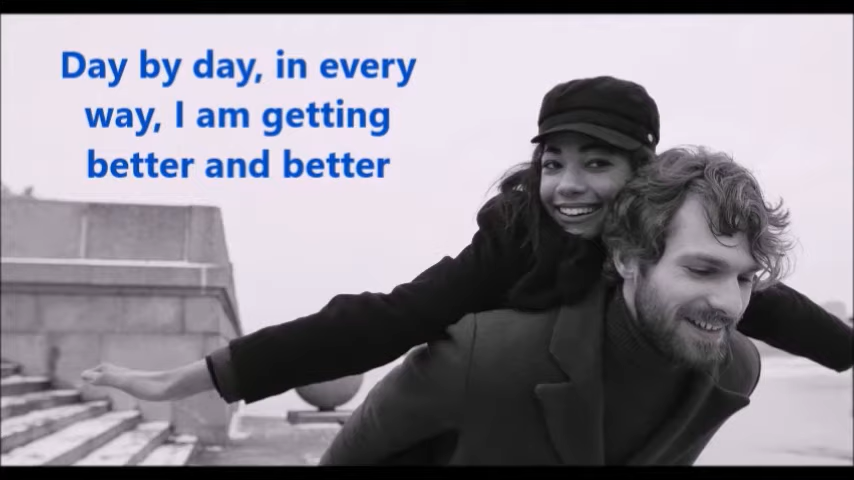 Day by day, in every
way, I am getting
better and better